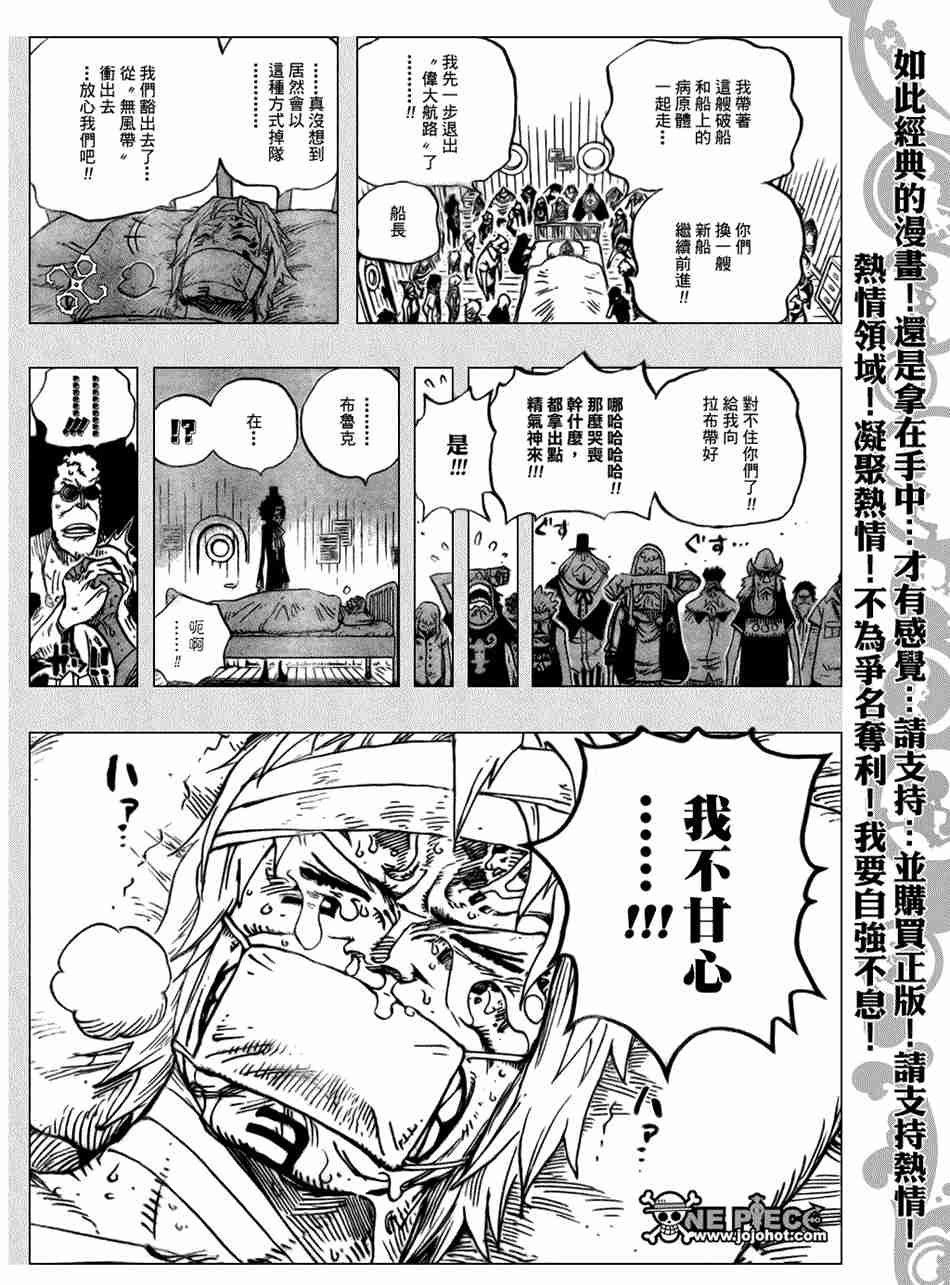 如此經典的漫畫！還是拿在手中…才有感覺…請支持…並購買正版！請支持熱情！
熱情領域！凝聚熱情！不為爭名奪利！我要自強不息！
我帶著
這艘破船
和船上的
病原體
一起走…
你們
換一艘
新船
繼續前進!!
我先一步退出
〝偉大航路〞了
………!!
船長
………真沒想到
居然會以
這種方式掉隊
………
我們豁出去了…
從〝無風帶〞
衝出去
…放心我們吧!!
對不住你們了!!
給我向
拉布帶好
ぐす…
哪哈哈哈哈!!
那麼哭喪
幹什麼，
都拿出點
精氣神來!!!
ぐす…
是!!!
………
布魯克
在…
!?
呃啊
……!!
!!!
我不甘心
……!!!
ハァ?
ハァ?
ONE PIECE
www.jojohot.com